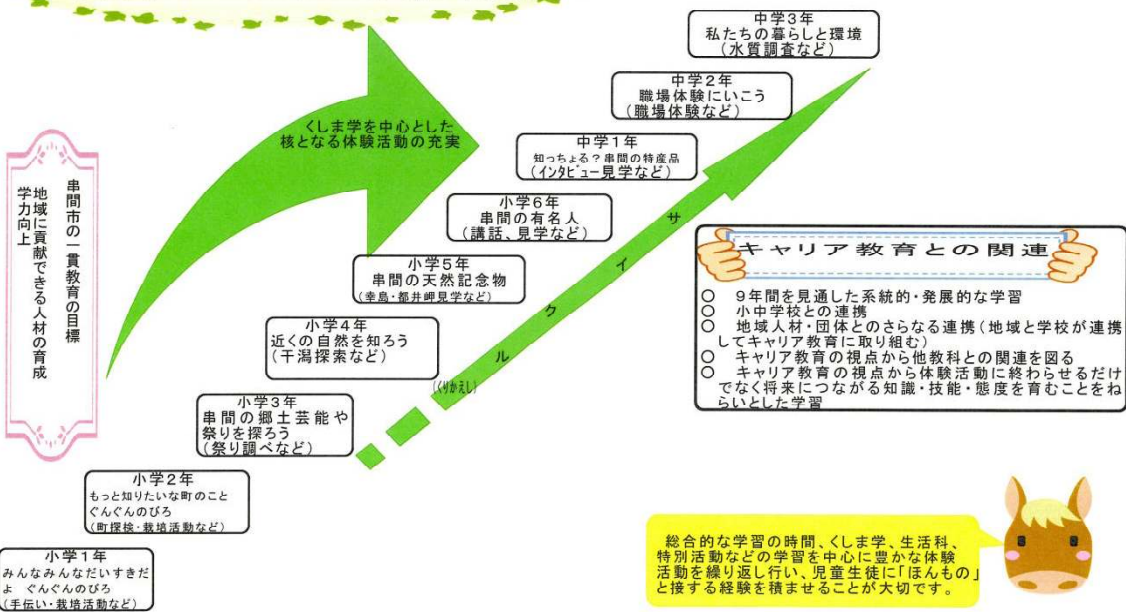 中学3年
私たちの暮らしと環境
(水質調査など)
中学2年
職場体験にいこう
(職場体験など)
中学1年
知っちょる?串間の特産品
(インタビュー見学など)
小学6年
串間の有名人
(講話、見学など)
小学5年
串間の天然記念物
(幸島・都井岬見学など)
小学4年
近くの自然を知ろう
(干潟探索など)
小学3年
串間の郷土芸能や
祭りを探ろう
(祭り調べなど)
小学2年
もっと知りたいな町のこと
ぐんぐんのびろ
(町探検・栽培活動など)
小学1年
みんなみんなだいすきだ
よ ぐんぐんのびろ
(手伝い・栽培活動など)
くしま学を中心とした
核となる体験活動の充実
串間市の一貫教育の目標
地域に貢献できる人材の育成
学力向上
サイクル
(くりかえし)
キャリア教育との関連
○ 9年間を見通した系統的・発展的な学習
○ 小中学校との連携
○ 地域人材・団体とのさらなる連携(地域と学校が連携
してキャリア教育に取り組む)
○ キャリア教育の視点から他教科との関連を図る
○ キャリア教育の視点から体験活動に終わらせるだけ
でなく将来につながる知識・技能・態度を育むことをね
らいとした学習
総合的な学習の時間、くしま学、生活科、
特別活動などの学習を中心に豊かな体験
活動を繰り返し行い、児童生徒に「ほんもの」
と接する経験を積ませることが大切です。